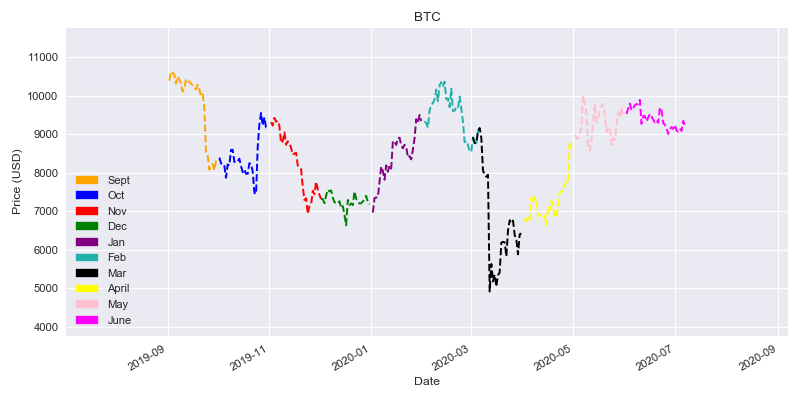 BTC
Price (USD)
11000
10000
9000
8000
7000
6000
5000
4000
Sept
Oct
Nov
Dec
Jan
Feb
Mar
April
May
June
2019-09
2019-11
2020-01
2020-03
2020-05
2020-07
2020-09
Date